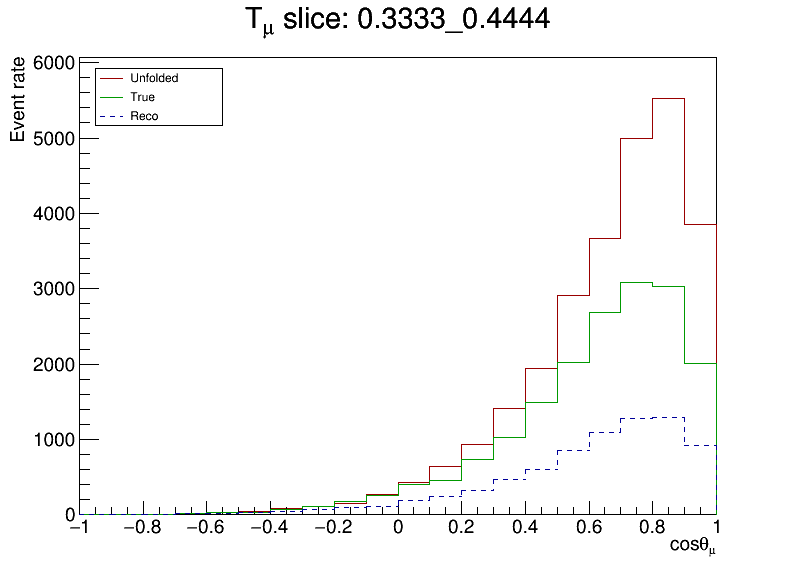 Tμ slice: 0.3333_0.4444
Event rate
6000
5000
4000
3000
2000
1000
0
Unfolded
True
Reco
−1 −0.8 −0.6 −0.4 −0.2 0 0.2 0.4 0.6 0.8 1
cosθμ